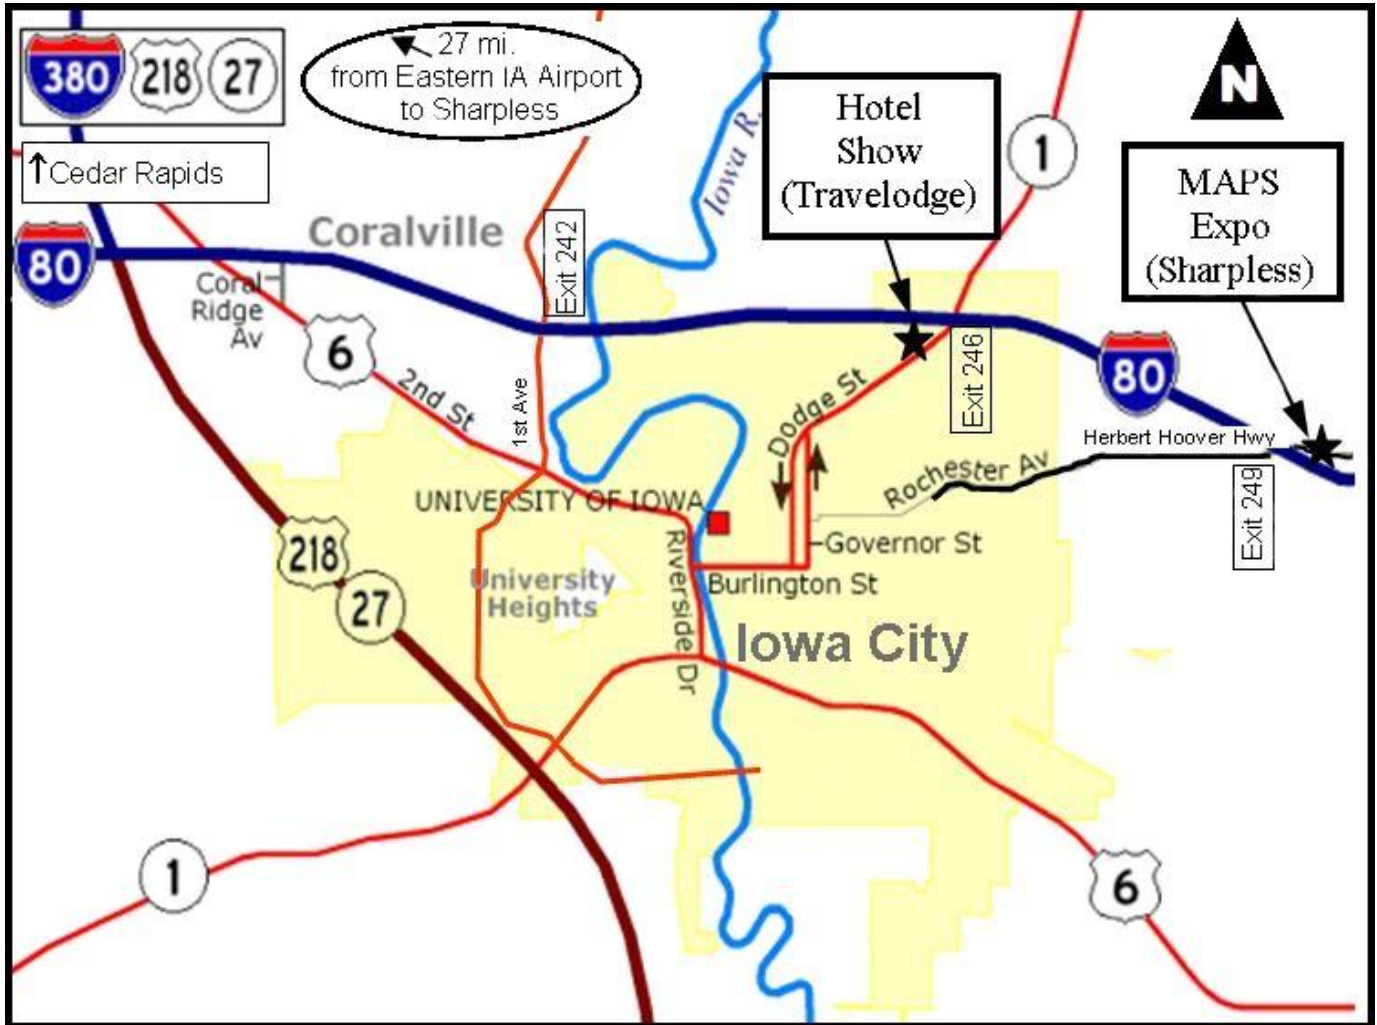 380
218
27
27 mi.
from Eastern IA Airport
to Sharpless
↑Cedar Rapids
Iowa R.
Hotel
Show
(Travelodge)
1
N
MAPS
Expo
(Sharpless)
80
Coralville
Exit 242
Coral
Ridge
Av
6
2nd St
1st Ave
Dodge St
Exit 246
80
Herbert Hoover Hwy
Rochester Av
Exit 249
UNIVERSITY OF IOWA
218
27
University
Heights
Riverside Dr
Governor St
Burlington St
Iowa City
1
6